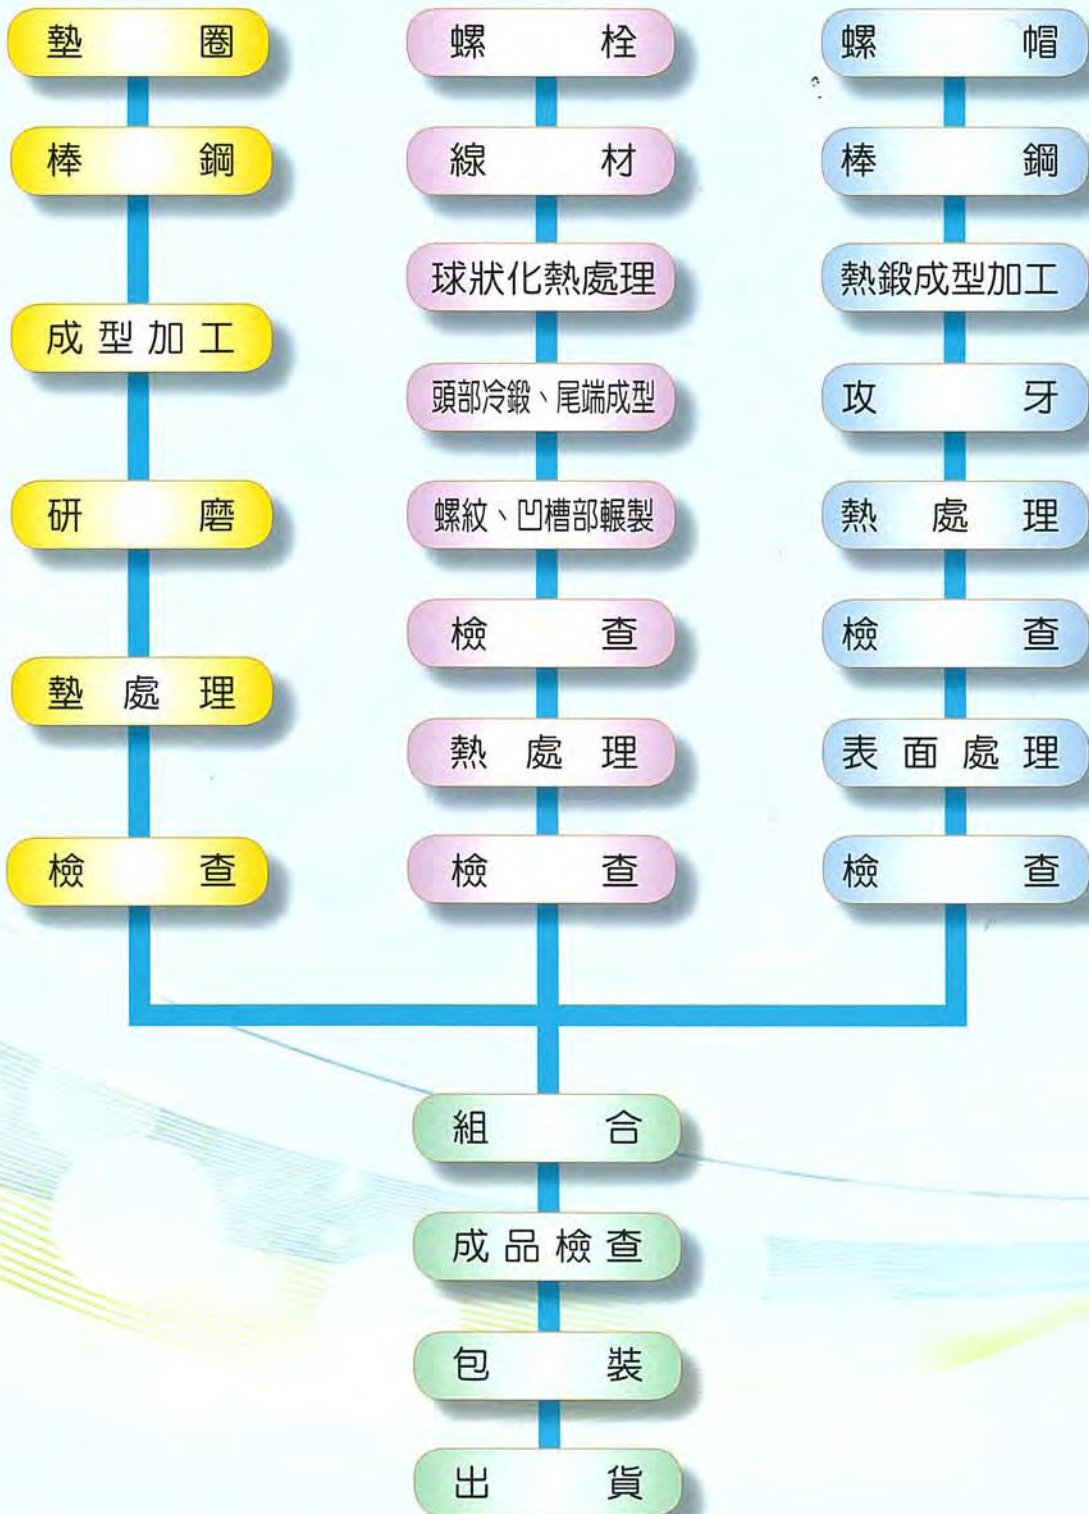 墊圈
棒鋼
成型加工
研磨
墊處理
檢查
螺栓
線材
球狀化熱處理
頭部冷鍛、尾端成型
螺紋、凹槽部輾製
檢查
熱處理
檢查
螺帽
棒鋼
熱鍛成型加工
攻牙
熱處理
檢查
表面處理
檢查
組合
成品檢查
包裝
出貨